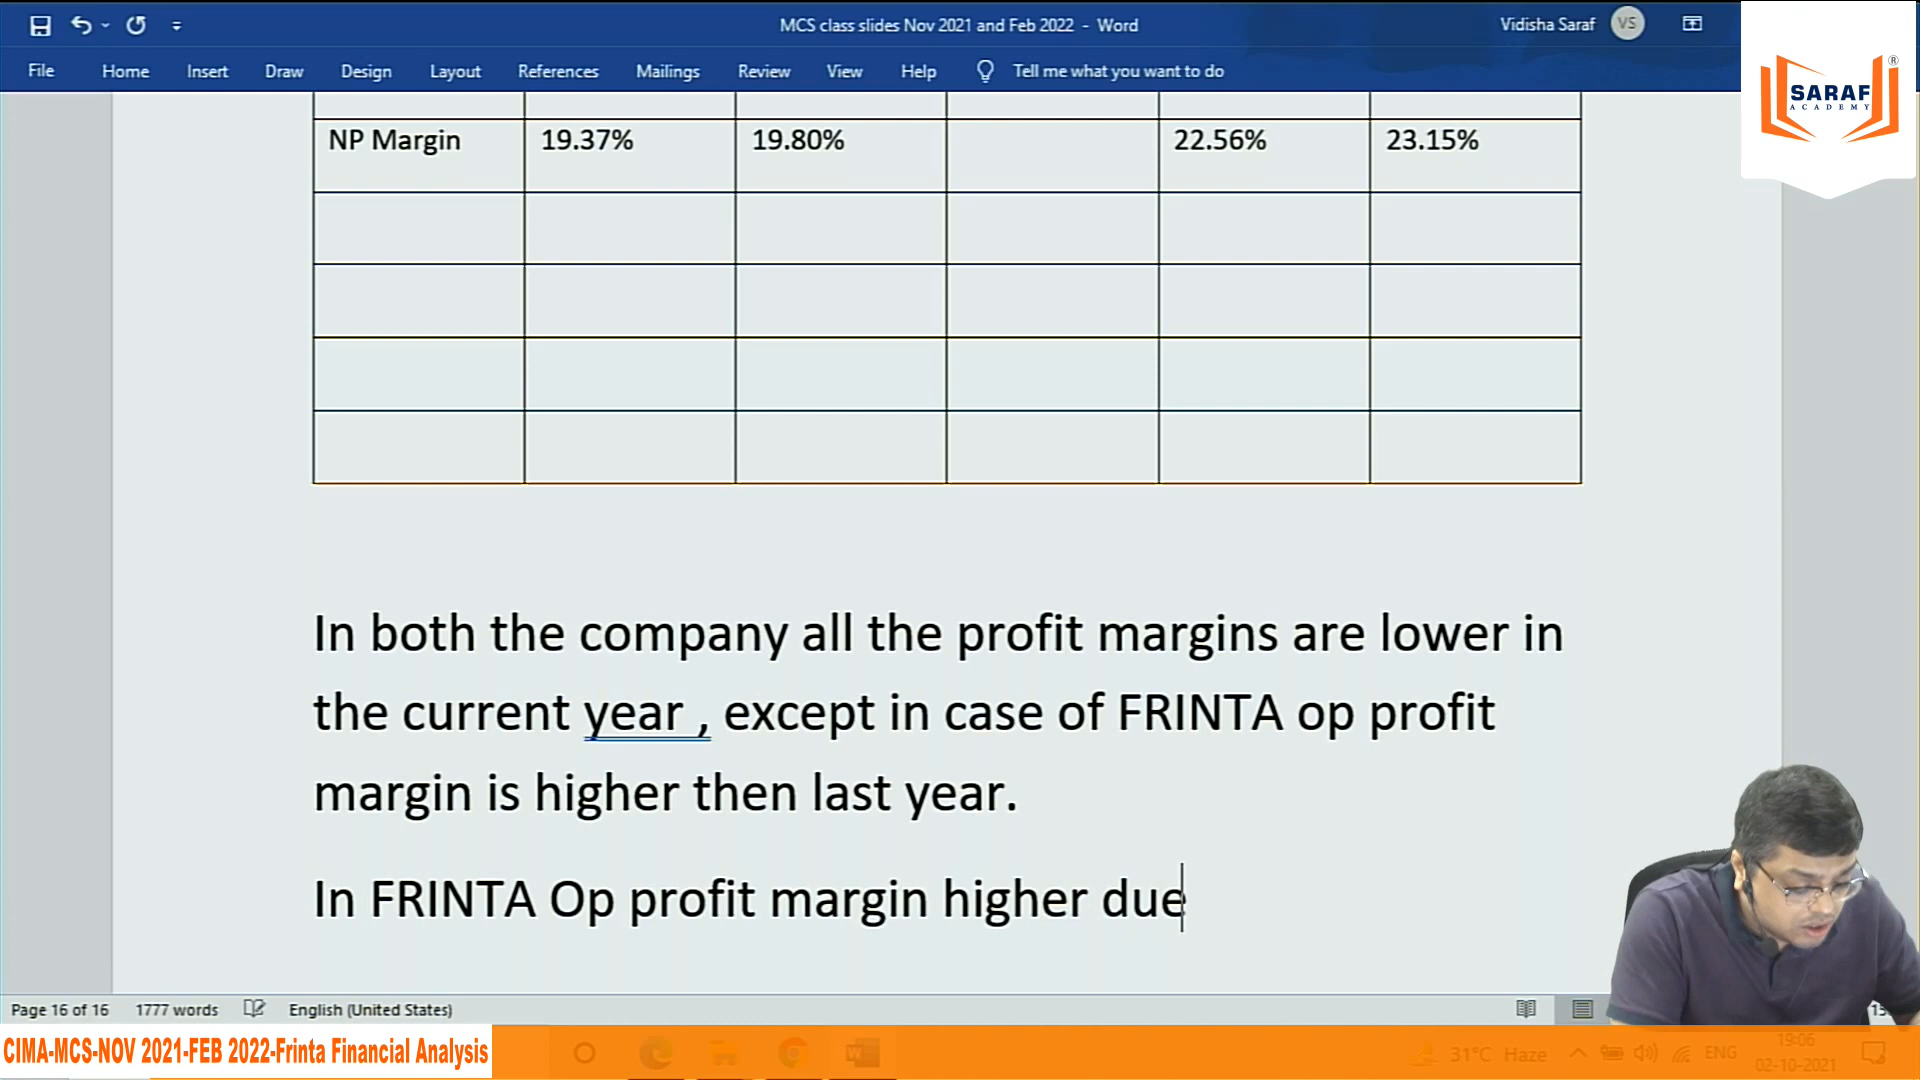 MCS class slides Nov 2021 and Feb 2022 - Word
Vidisha Saraf VS
File Home Insert Draw Design Layout References Mailings Review View Help Tell me what you want to do
SARAF ®
ACADEMY
NP Margin 19.37% 19.80% 22.56% 23.15%
In both the company all the profit margins are lower in
the current year , except in case of FRINTA op profit
margin is higher then last year.
In FRINTA Op profit margin higher due
Page 16 of 16 1777 words English (United States)
CIMA-MCS-NOV 2021-FEB 2022-Frinta Financial Analysis
31°C Haze ENG
19:06
02-10-2021